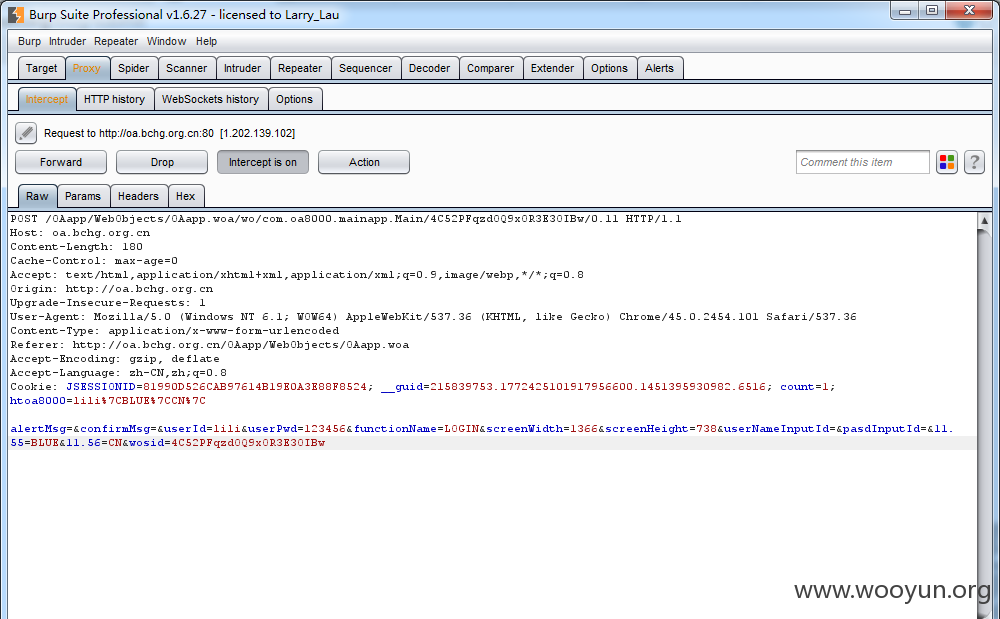 Burp Suite Professional v1.6.27 - licensed to Larry_Lau
Burp Intruder Repeater Window Help
Target Proxy Spider Scanner Intruder Repeater Sequencer Decoder Comparer Extender Options Alerts
Intercept HTTP history WebSockets history Options
Request to http://oa.bchg.org.cn:80 [1.202.139.102]
Forward Drop Intercept is on Action Comment this item ?
Raw Params Headers Hex
POST /OAapp/WebObjects/OAapp.woa/wo/com.oa8000.mainapp.Main/4C52PFqzd0Q9x0R3E30IBw/0.11 HTTP/1.1
Host: oa.bchg.org.cn
Content-Length: 180
Cache-Control: max-age=0
Accept: text/html,application/xhtml+xml,application/xml;q=0.9,image/webp,*/*;q=0.8
Origin: http://oa.bchg.org.cn
Upgrade-Insecure-Requests: 1
User-Agent: Mozilla/5.0 (Windows NT 6.1; WOW64) AppleWebKit/537.36 (KHTML, like Gecko) Chrome/45.0.2454.101 Safari/537.36
Content-Type: application/x-www-form-urlencoded
Referer: http://oa.bchg.org.cn/OAapp/WebObjects/OAapp.woa
Accept-Encoding: gzip, deflate
Accept-Language: zh-CN,zh;q=0.8
Cookie: JSESSIONID=81990D526CAB97614B19E0A3E88F8524; __guid=215839753.1772425101917956600.1451395930982.6516; count=1;
htoa8000=lili%7CBLUE%7CCN%7C
alertMsg=&confirmMsg=&userId=lili&userPwd=123456&functionName=LOGIN&screenWidth=1366&screenHeight=738&userNameInputId=&pasdInputId=&11.
55=BLUE&11.56=CN&wosid=4C52PFqzd0Q9x0R3E30IBw
www.wooyun.org